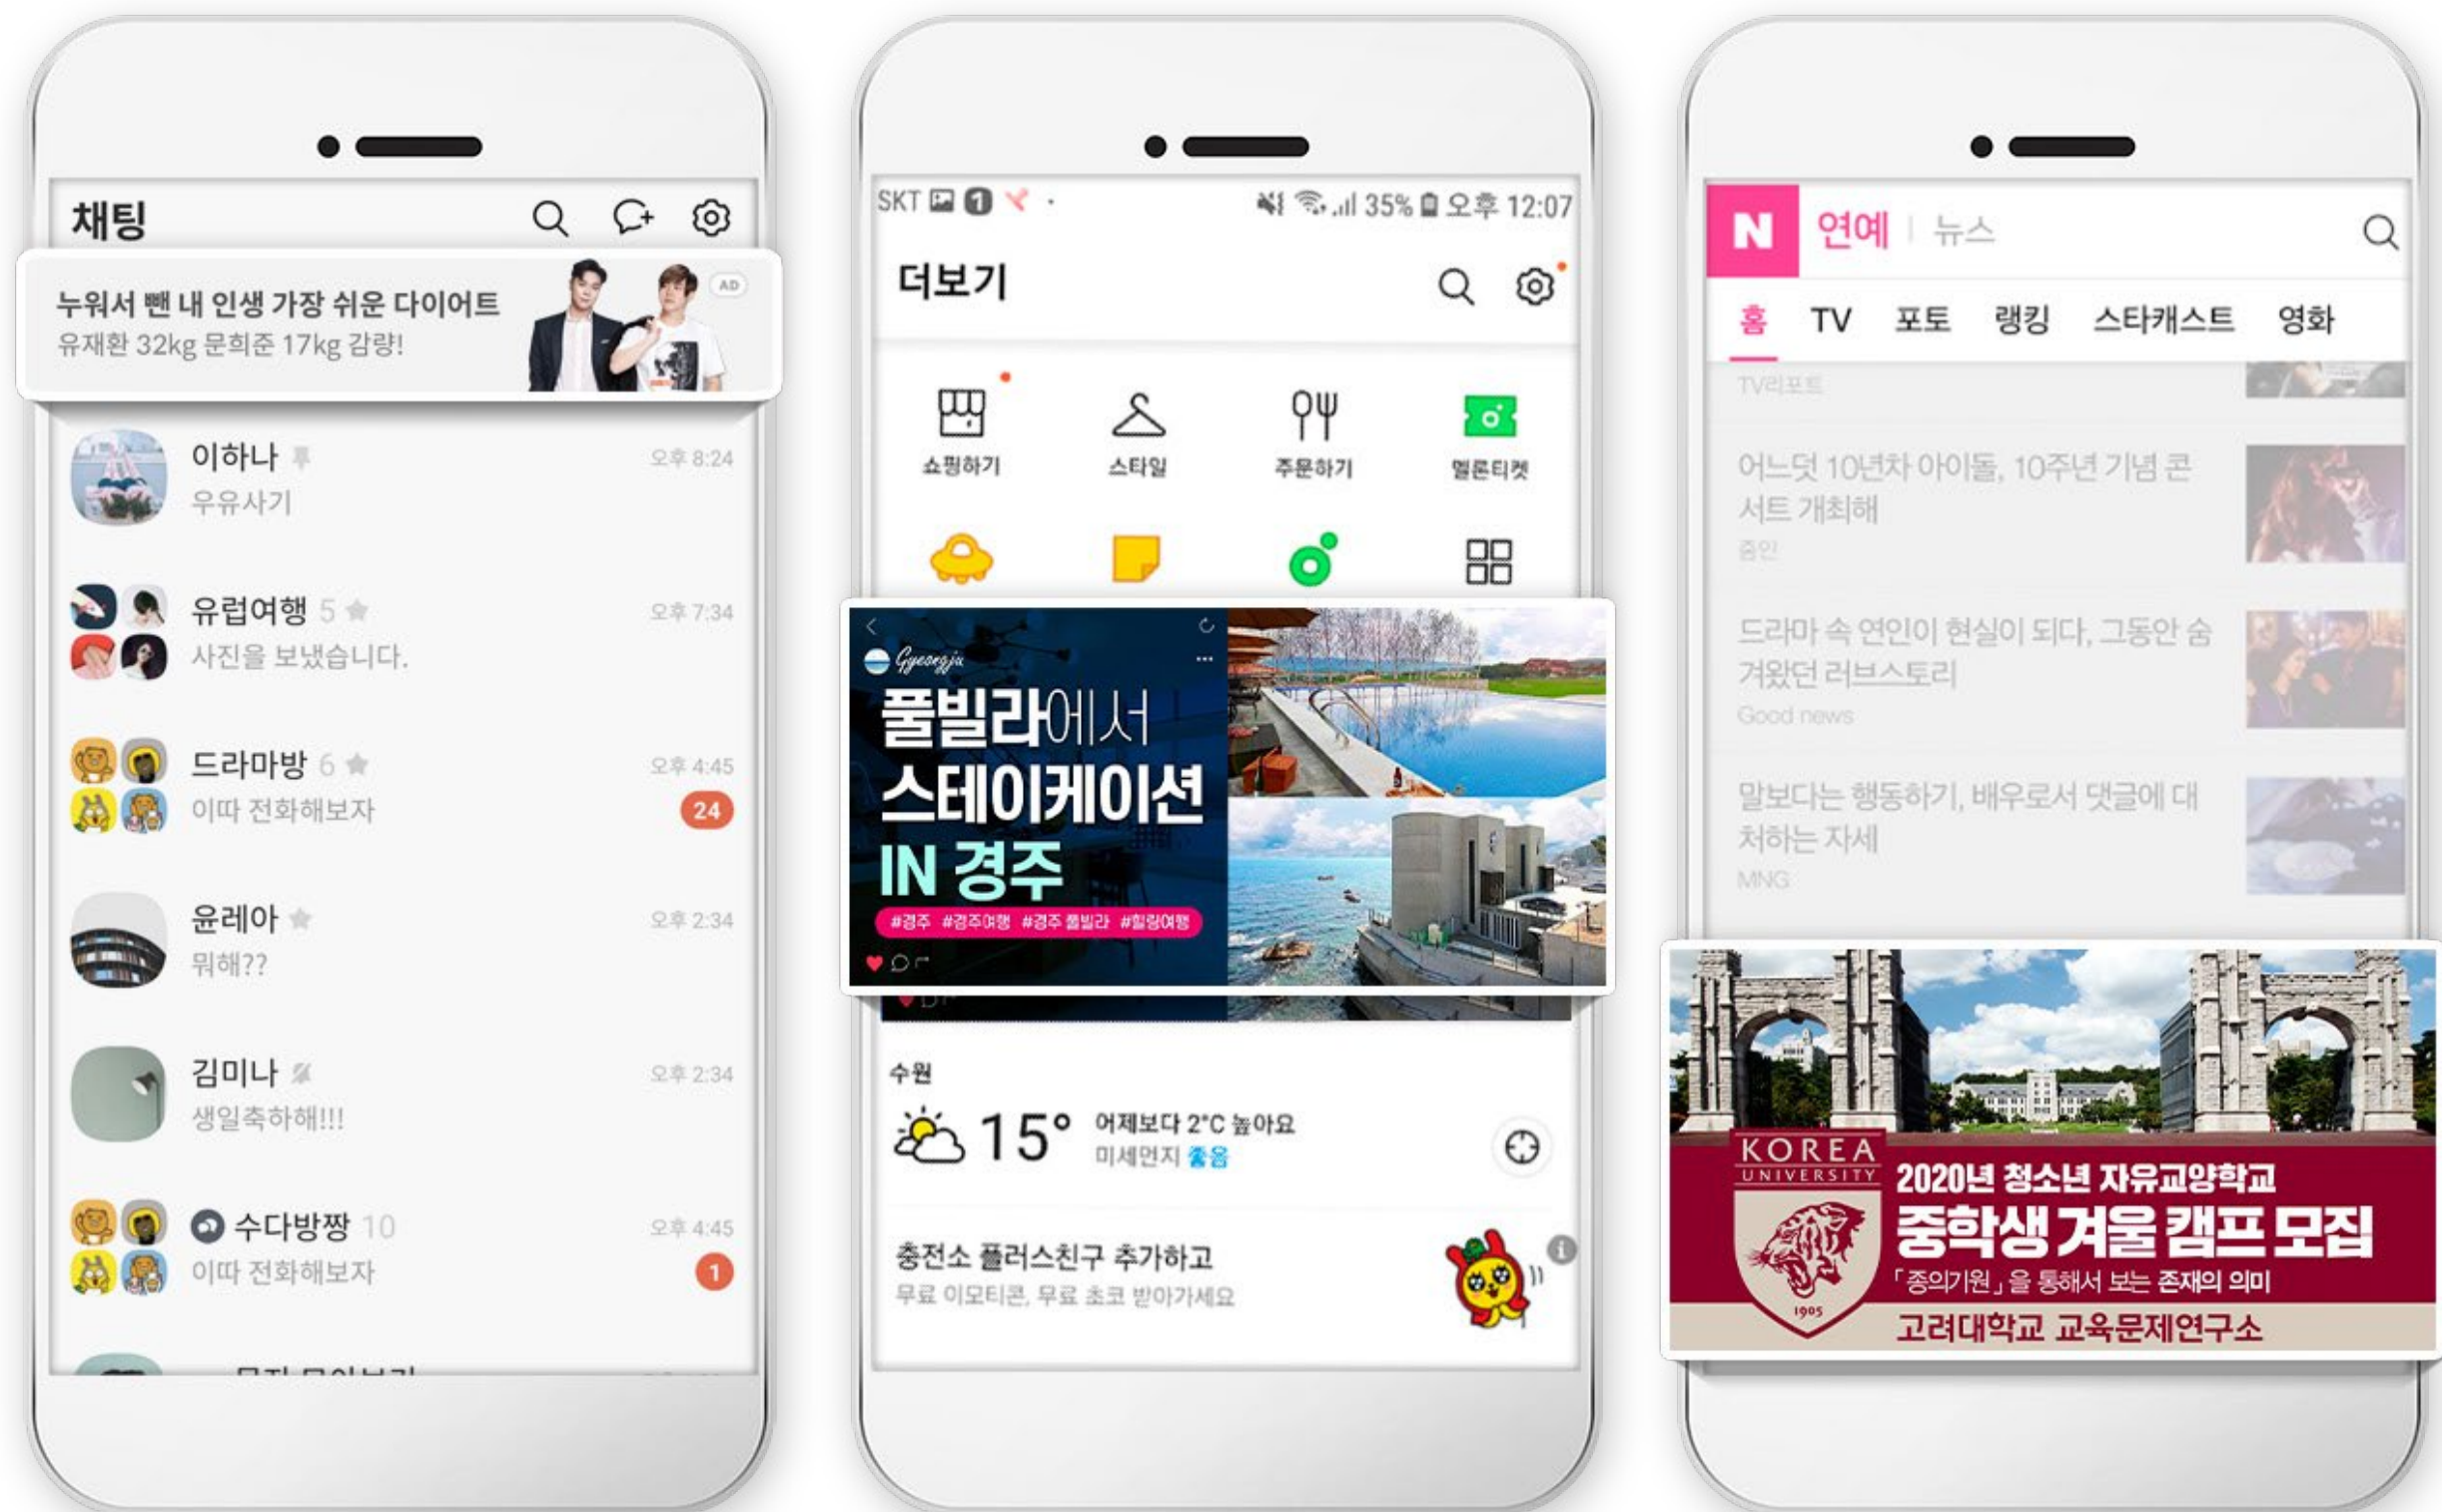 채팅
누워서 뺀 내 인생 가장 쉬운 다이어트
AD
유재환 32kg 문희준 17kg 감량!
이하나
오후 8:24
우유사기
유럽여행 5
오후 7:34
사진을 보냈습니다.
드라마방 6
오후 4:45
이따 전화해보자
24
윤레아
오후 2:34
뭐해??
김미나
오후 2:34
생일축하해!!!
수다방짱 10
오후 4:45
이따 전화해보자
1
SKT 1 35% 오후 12:07
더보기
쇼핑하기 스타일 주문하기 멜론티켓
Gyeongju
풀빌라에서
스테이케이션
IN 경주
#경주 #경주여행 #경주 풀빌라 #힐링여행
수원
15° 어제보다 2°C 높아요
미세먼지 좋음
충전소 플러스친구 추가하고
무료 이모티콘, 무료 초코 받아가세요
N 연예 뉴스
홈 TV 포토 랭킹 스타캐스트 영화
TV리포트
어느덧 10년차 아이돌, 10주년 기념 콘
서트 개최해
중인
드라마 속 연인이 현실이 되다, 그동안 숨
겨왔던 러브스토리
Good news
말보다는 행동하기, 배우로서 댓글에 대
처하는 자세
MNG
KOREA
UNIVERSITY
1905
2020년 청소년 자유교양학교
중학생 겨울 캠프 모집
「종의기원」을 통해서 보는 존재의 의미
고려대학교 교육문제연구소